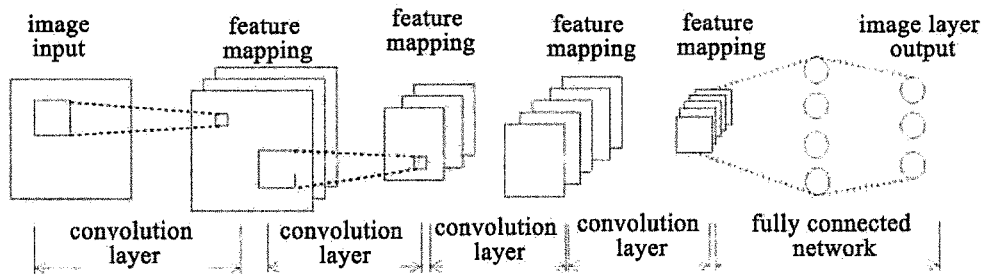 image
input
feature
mapping
feature
mapping
feature
mapping
feature
mapping
image layer
output
convolution
layer
convolution
layer
convolution
layer
convolution
layer
fully connected
network